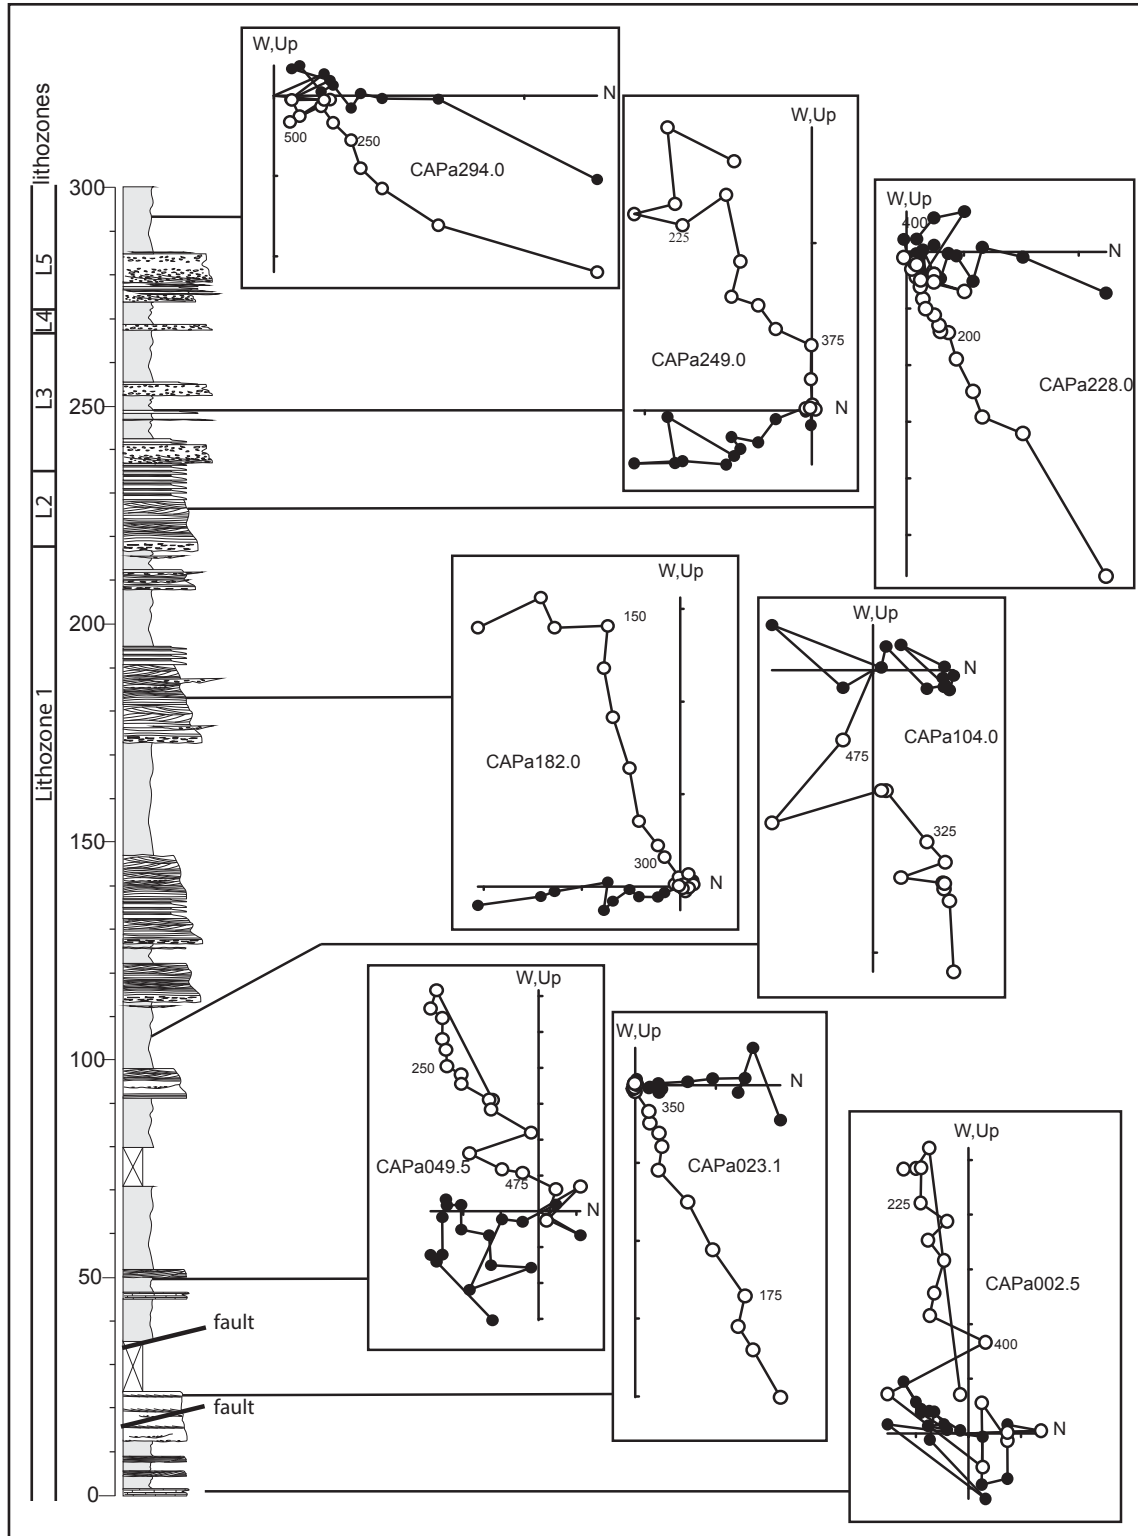 lithozones
L5
L4
L3
L2
Lithozone 1
300
250
200
150
100
50
0
fault
fault
W,Up
N
500
250
CAPa294.0
W,Up
225
375
CAPa249.0
N
W,Up
400
N
200
CAPa228.0
W,Up
150
CAPa182.0
300
N
W,Up
N
CAPa104.0
475
325
W,Up
250
CAPa049.5
475
N
W,Up
N
350
CAPa023.1
175
W,Up
225
CAPa002.5
400
N